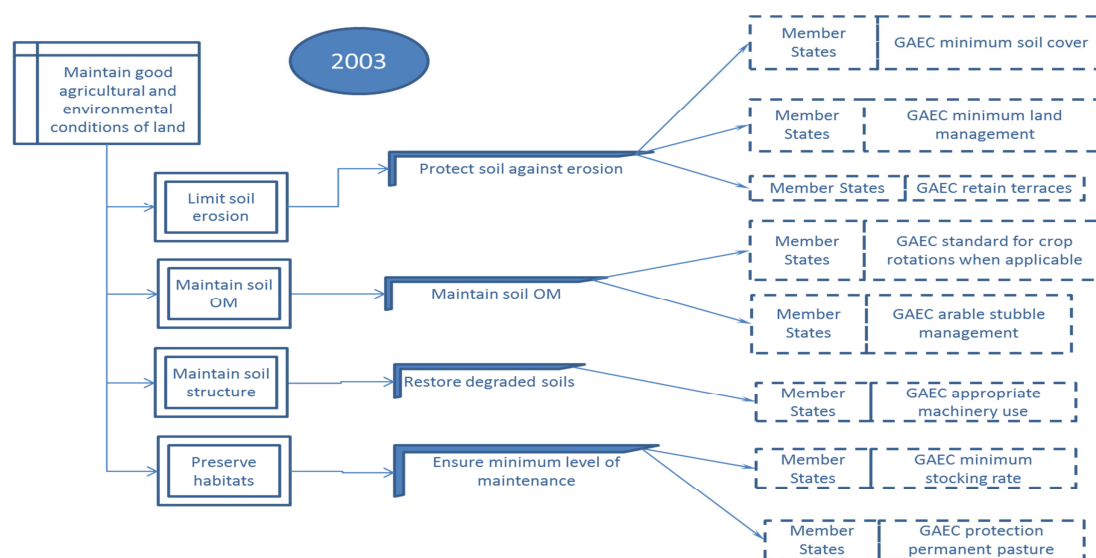 2003
Maintain good
agricultural and
environmental
conditions of land
Limit soil
erosion
Maintain soil
OM
Maintain soil
structure
Preserve
habitats
Protect soil against erosion
Maintain soil OM
Restore degraded soils
Ensure minimum level of
maintenance
Member
States
GAEC minimum soil cover
Member
States
GAEC minimum land
management
Member States
GAEC retain terraces
Member
States
GAEC standard for crop
rotations when applicable
Member
States
GAEC arable stubble
management
Member
States
GAEC appropriate
machinery use
Member
States
GAEC minimum
stocking rate
Member
States
GAEC protection
permanent pasture